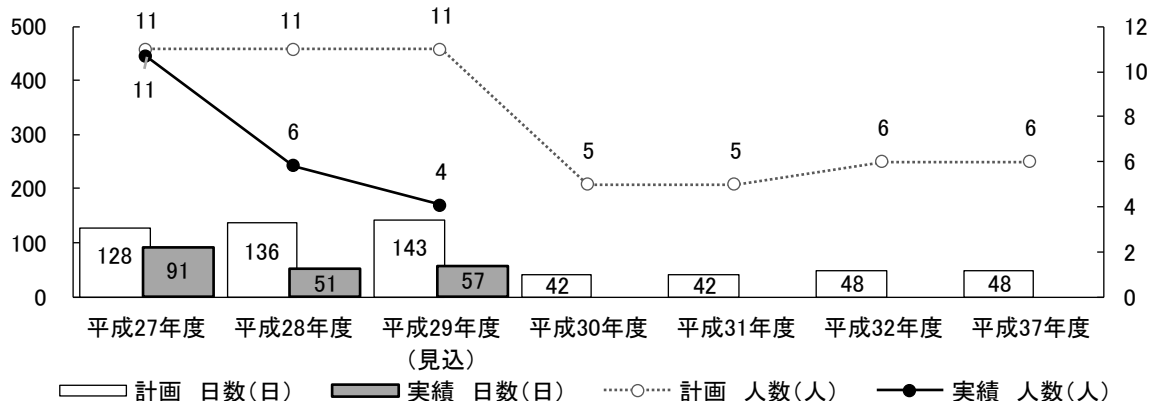 11 11 11
500 12
400 10
11
300 8
6
6 6
5 5
4
200 6
4
100 2
128 91 136 51 143 57 42 42 48 48
0 0
平成27年度 平成28年度 平成29年度 平成30年度 平成31年度 平成32年度 平成37年度
（見込）
計画 日数（日） 実績 日数（日） 計画 人数（人） 実績 人数（人）